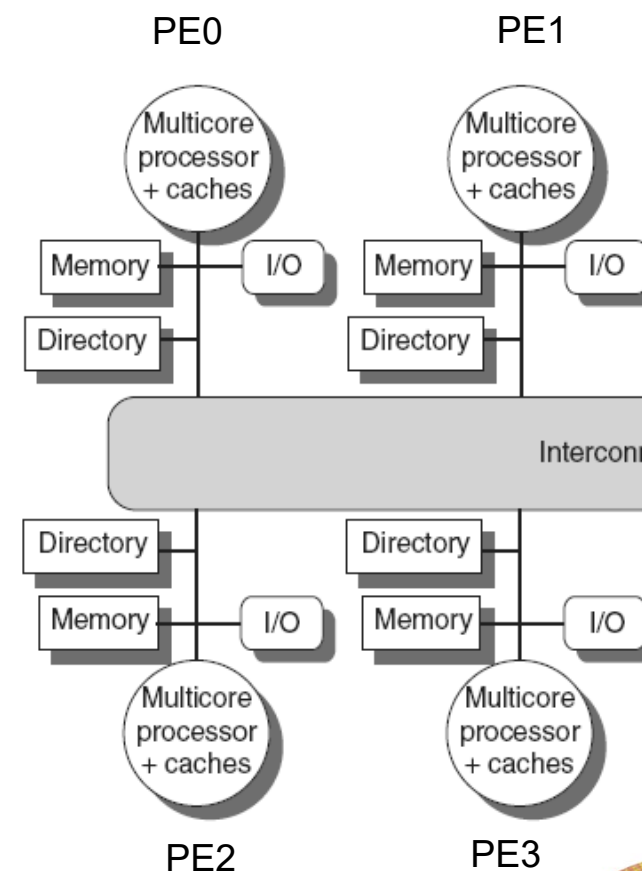 PE0
PE1
Multicore
processor
+ caches
Multicore
processor
+ caches
Memory
I/O
Memory
I/O
Directory
Directory
Interconn
Directory
Directory
Memory
I/O
Memory
I/O
Multicore
processor
+ caches
Multicore
processor
+ caches
PE2
PE3